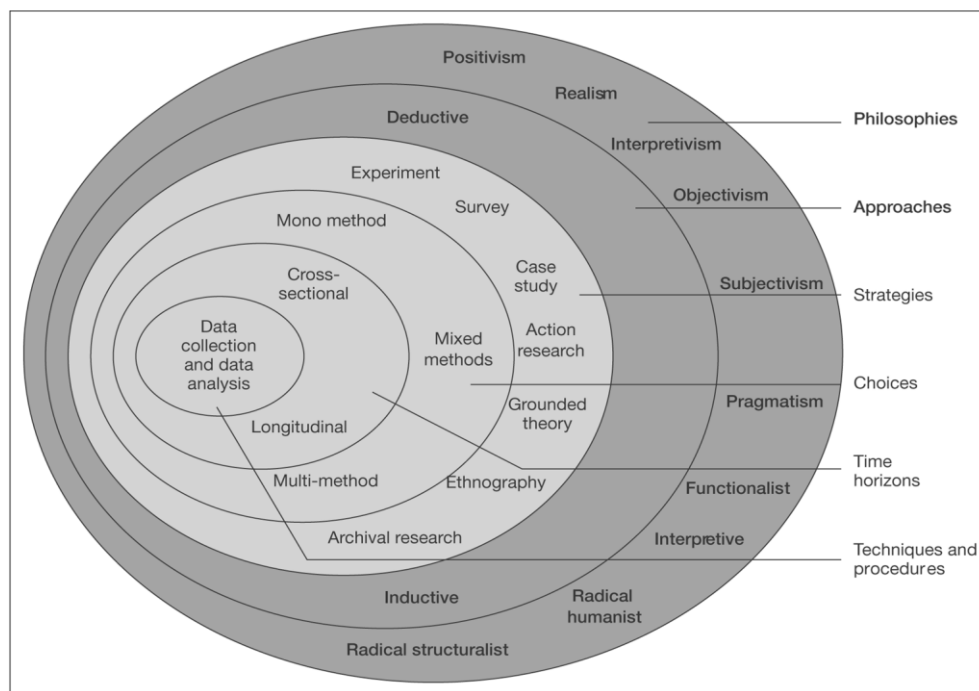 Positivism
Realism
Philosophies
Deductive
Interpretivism
Experiment
Objectivism
Survey
Approaches
Mono method
Cross-
sectional
Case
study
Subjectivism
Strategies
Data
collection
and data
analysis
Mixed
methods
Action
research
Choices
Pragmatism
Grounded
theory
Longitudinal
Time
horizons
Multi-method
Ethnography
Functionalist
Archival research
Interpretive
Techniques and
procedures
Inductive
Radical
humanist
Radical structuralist